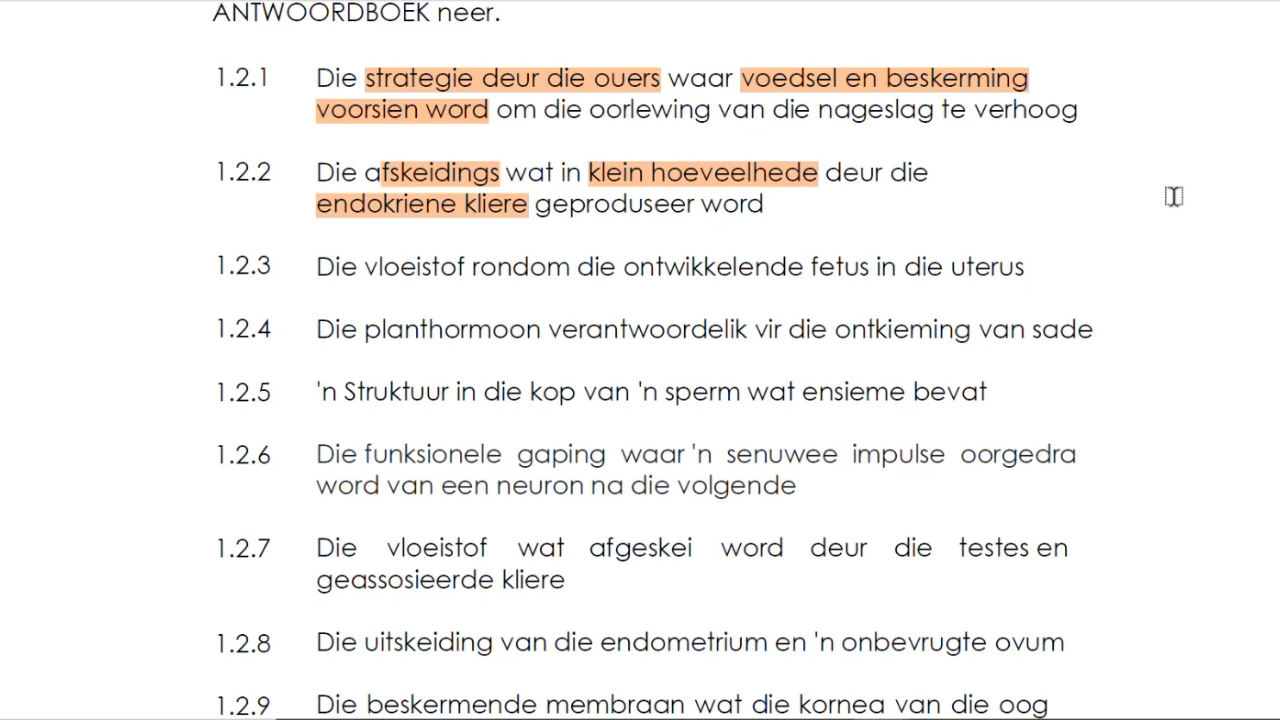 ANTWOORDBOEK neer.
1.2.1 Die strategie deur die ouers waar voedsel en beskerming
voorsien word om die oorlewing van die nageslag te verhoog
1.2.2 Die afskeidings wat in klein hoeveelhede deur die
endokriene kliere geproduseer word
1.2.3 Die vloeistof rondom die ontwikkelende fetus in die uterus
1.2.4 Die planthormoon verantwoordelik vir die ontkieming van sade
1.2.5 'n Struktuur in die kop van 'n sperm wat ensieme bevat
1.2.6 Die funksionele gaping waar 'n senuwee impulse oorgedra
word van een neuron na die volgende
1.2.7 Die vloeistof wat afgeskei word deur die testes en
geassosieerde kliere
1.2.8 Die uitskeiding van die endometrium en 'n onbevrugte ovum
1.2.9 Die beskermende membraan wat die kornea van die oog